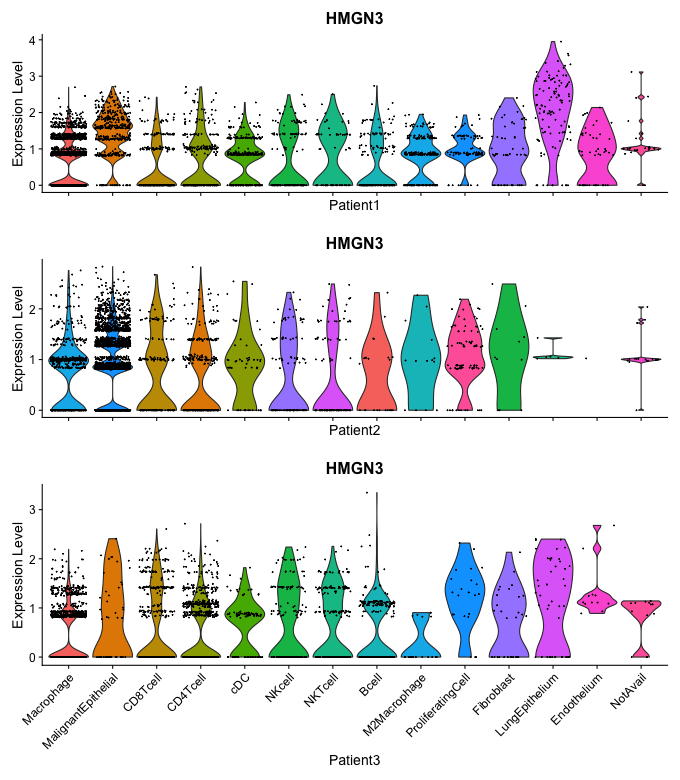 HMGN3
Expression Level
4
3
2
1
0
Patient1
HMGN3
Expression Level
2
1
0
Patient2
HMGN3
Expression Level
3
2
1
0
Macrophage
MalignantEpithelial
CD8Tcell
CD4Tcell
cDC
NKcell
NKTcell
Bcell
M2Macrophage
ProliferatingCell
Fibroblast
LungEpithelium
Endothelium
NotAvail
Patient3